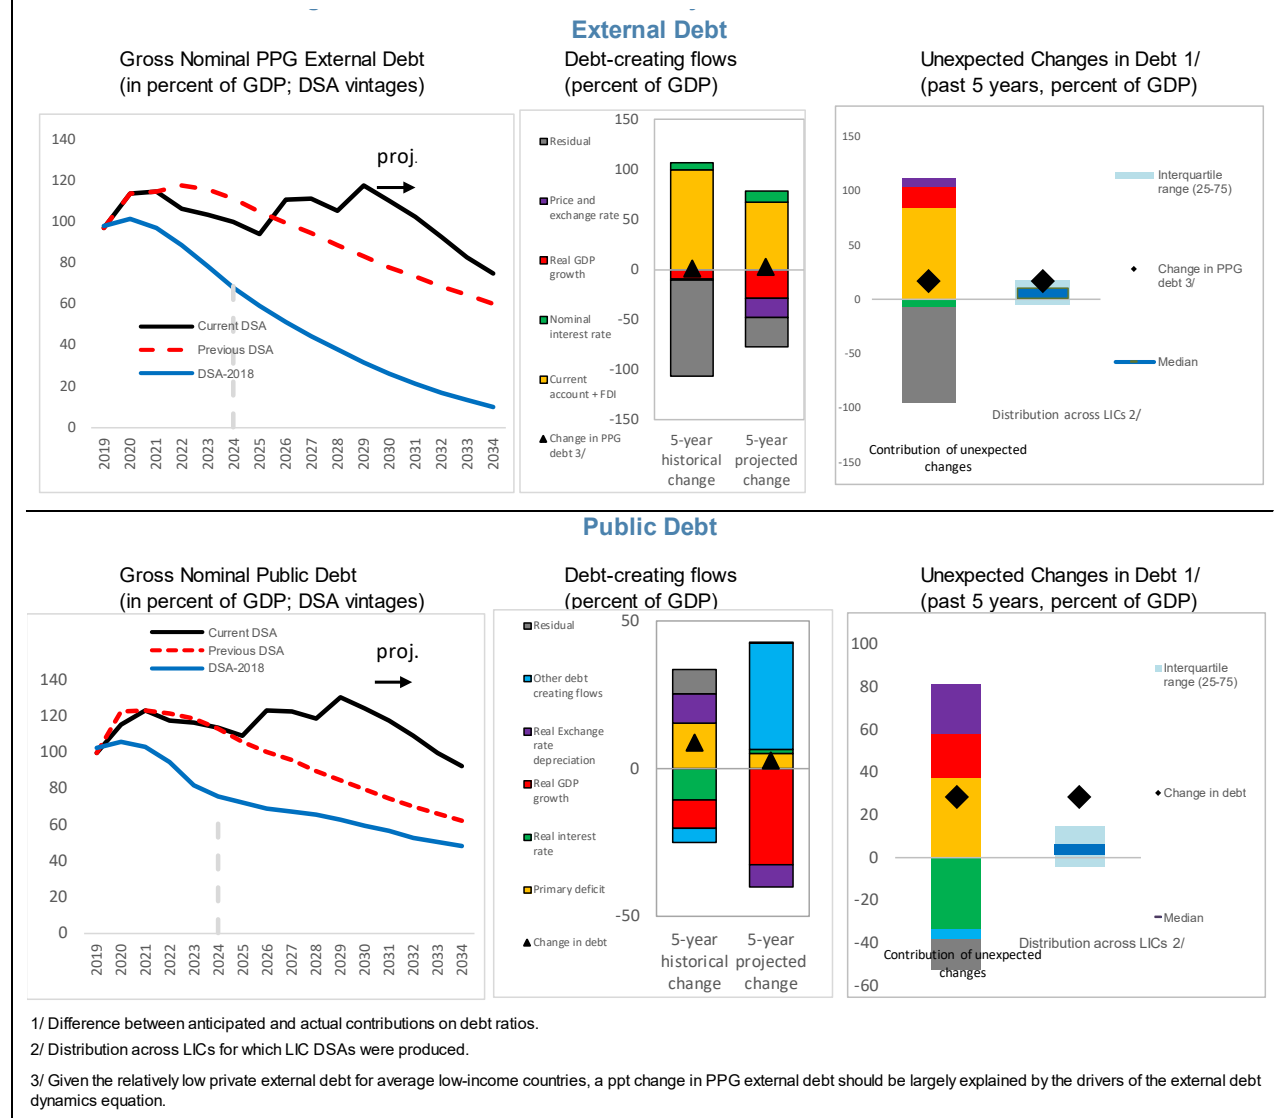 External Debt
Gross Nominal PPG External Debt
(in percent of GDP; DSA vintages)
140
120
100
80
60
40
20
0
proj.
Current DSA
Previous DSA
DSA-2018
2019 2020 2021 2022 2023 2024 2025 2026 2027 2028 2029 2030 2031 2032 2033 2034
Debt-creating flows
(percent of GDP)
Residual
Price and
exchange rate
Real GDP
growth
Nominal
interest rate
Current
account + FDI
Change in PPG
debt 3/
150
100
50
0
-50
-100
-150
5-year
historical
change
5-year
projected
change
Unexpected Changes in Debt 1/
(past 5 years, percent of GDP)
150
100
50
0
-50
-100
-150
Interquartile
range (25-75)
Change in PPG
debt 3/
Median
Distribution across LICs 2/
Contribution of unexpected
changes
Public Debt
Gross Nominal Public Debt
(in percent of GDP; DSA vintages)
Current DSA
Previous DSA
DSA-2018
proj.
140
120
100
80
60
40
20
0
2019 2020 2021 2022 2023 2024 2025 2026 2027 2028 2029 2030 2031 2032 2033 2034
Debt-creating flows
(percent of GDP)
Residual
Other debt
creating flows
Real Exchange
rate
depreciation
Real GDP
growth
Real interest
rate
Primary deficit
Change in debt
50
0
-50
5-year
historical
change
5-year
projected
change
Unexpected Changes in Debt 1/
(past 5 years, percent of GDP)
100
80
60
40
20
0
-20
-40
-60
Interquartile
range (25-75)
Change in debt
Median
Distribution across LICs 2/
Contribution of unexpected
changes
1/ Difference between anticipated and actual contributions on debt ratios.
2/ Distribution across LICs for which LIC DSAs were produced.
3/ Given the relatively low private external debt for average low-income countries, a ppt change in PPG external debt should be largely explained by the drivers of the external debt
dynamics equation.